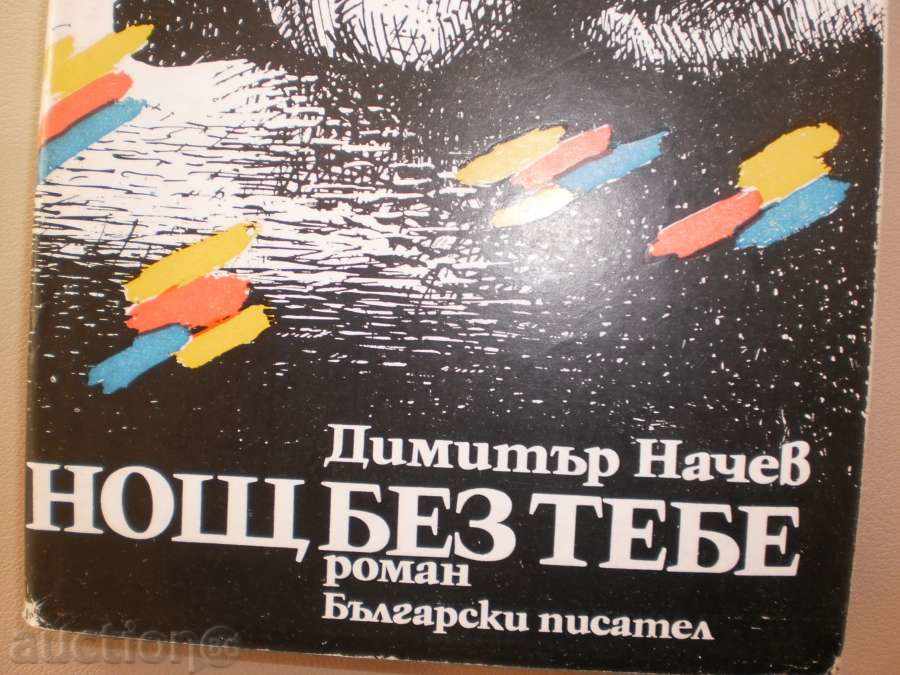 Димитър Начев
НОЩ БЕЗ ТЕБЕ
роман
Български писател
auction